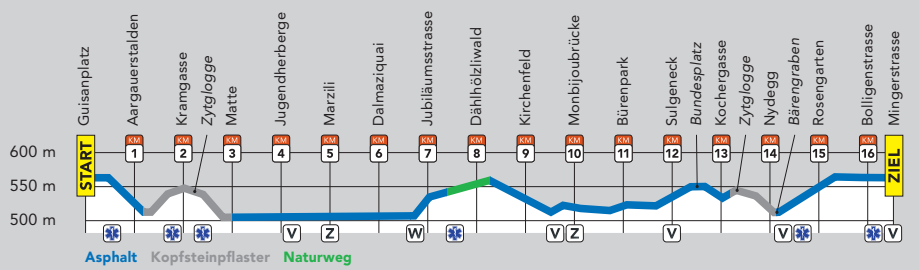 Guisanplatz
Aargauerstalden
Kramgasse
Zytglogge
Matte
Jugendherberge
Marzili
Dalmaziquai
Jubiläumsstrasse
Dählhölzliwald
Kirchenfeld
Monbijoubrücke
Bürenpark
Sulgeneck
Bundesplatz
Kochergasse
Zytglogge
Nydegg
Bärengraben
Rosengarten
Bolligenstrasse
Mingerstrasse
KM KM KM KM KM KM KM KM KM KM KM KM KM KM KM KM
600 m START 1 2 3 4 5 6 7 8 9 10 11 12 13 14 15 16 ZIEL
550 m
500 m
V Z W V Z V V V
Asphalt Kopfsteinpflaster Naturweg